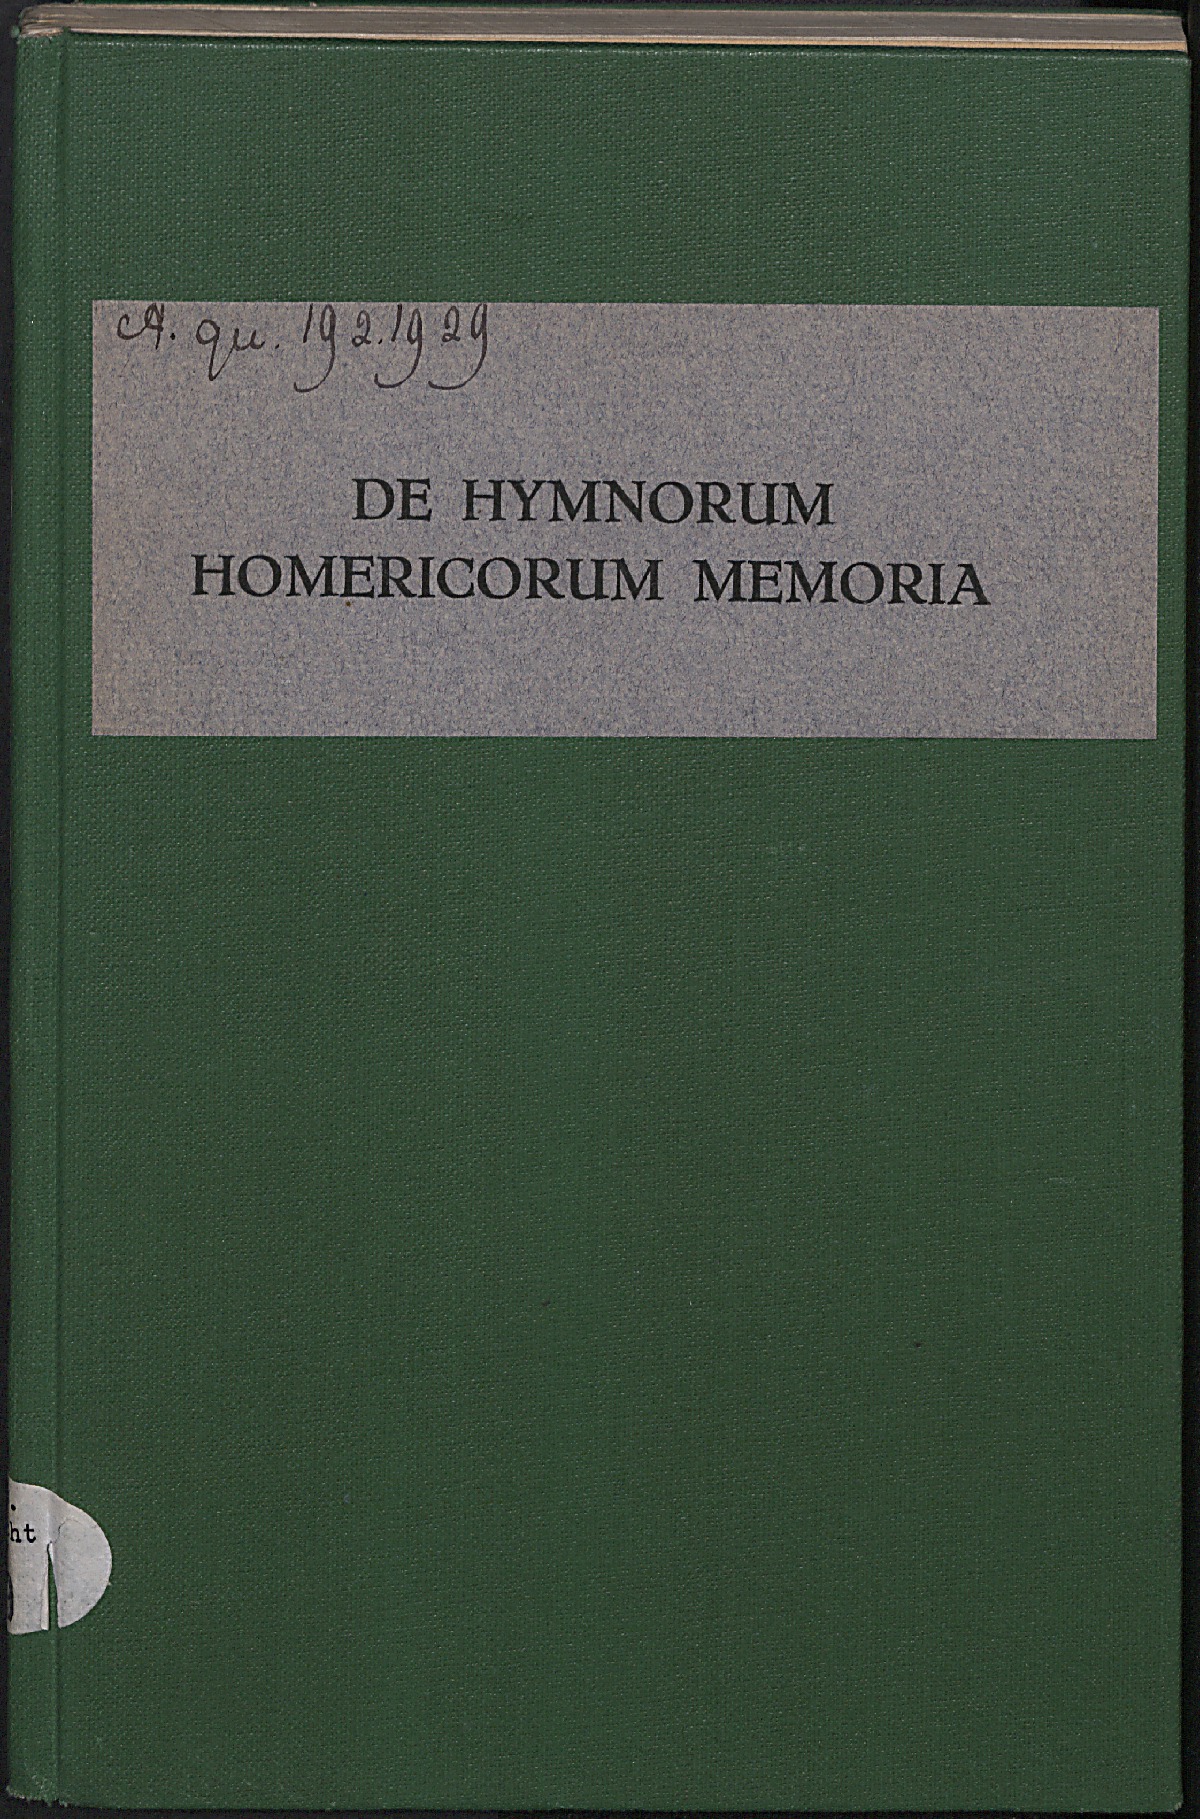 A. qu. 192.1929
DE HYMNORUM
HOMERICORUM MEMORIA
ht